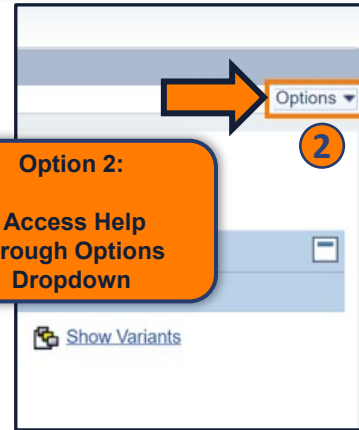 Options
2
Option 2:
Access Help
rough Options
Dropdown
Show Variants